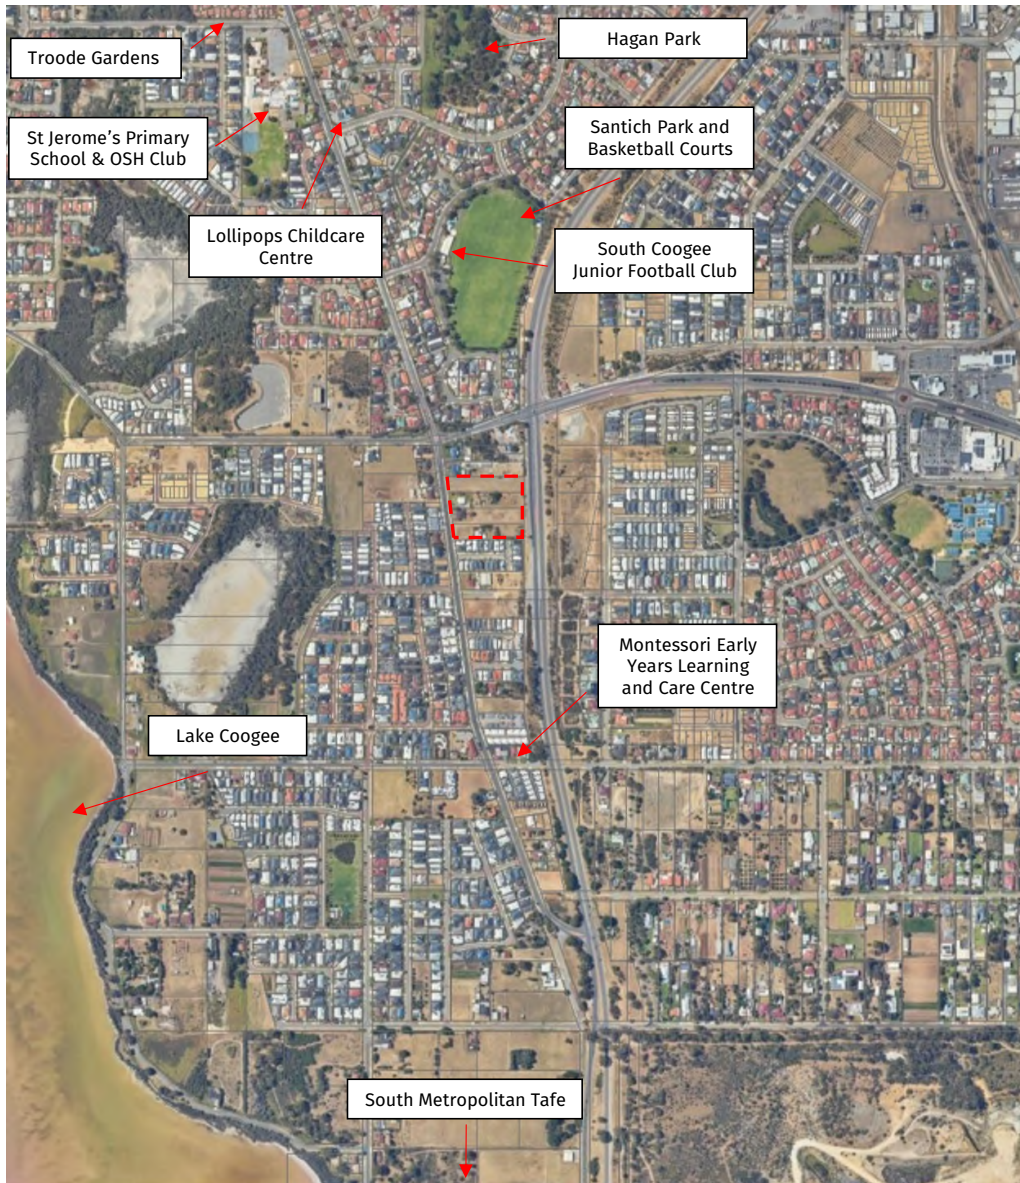 Hagan Park
Troode Gardens
Santich Park and
Basketball Courts
St Jerome's Primary
School & OSH Club
Lollipops Childcare
Centre
South Coogee
Junior Football Club
Montessori Early
Years Learning
and Care Centre
Lake Coogee
South Metropolitan Tafe